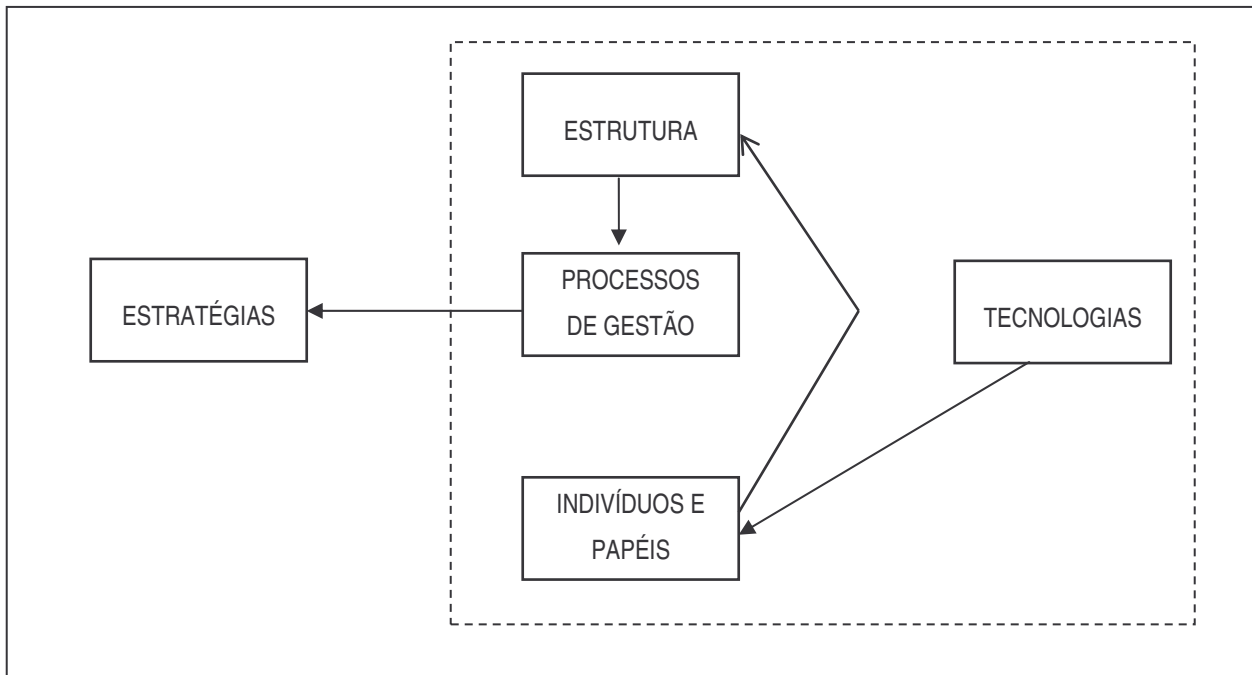 ESTRUTURA
PROCESSOS
DE GESTÃO
ESTRATÉGIAS
TECNOLOGIAS
INDIVÍDUOS E
PAPÉIS